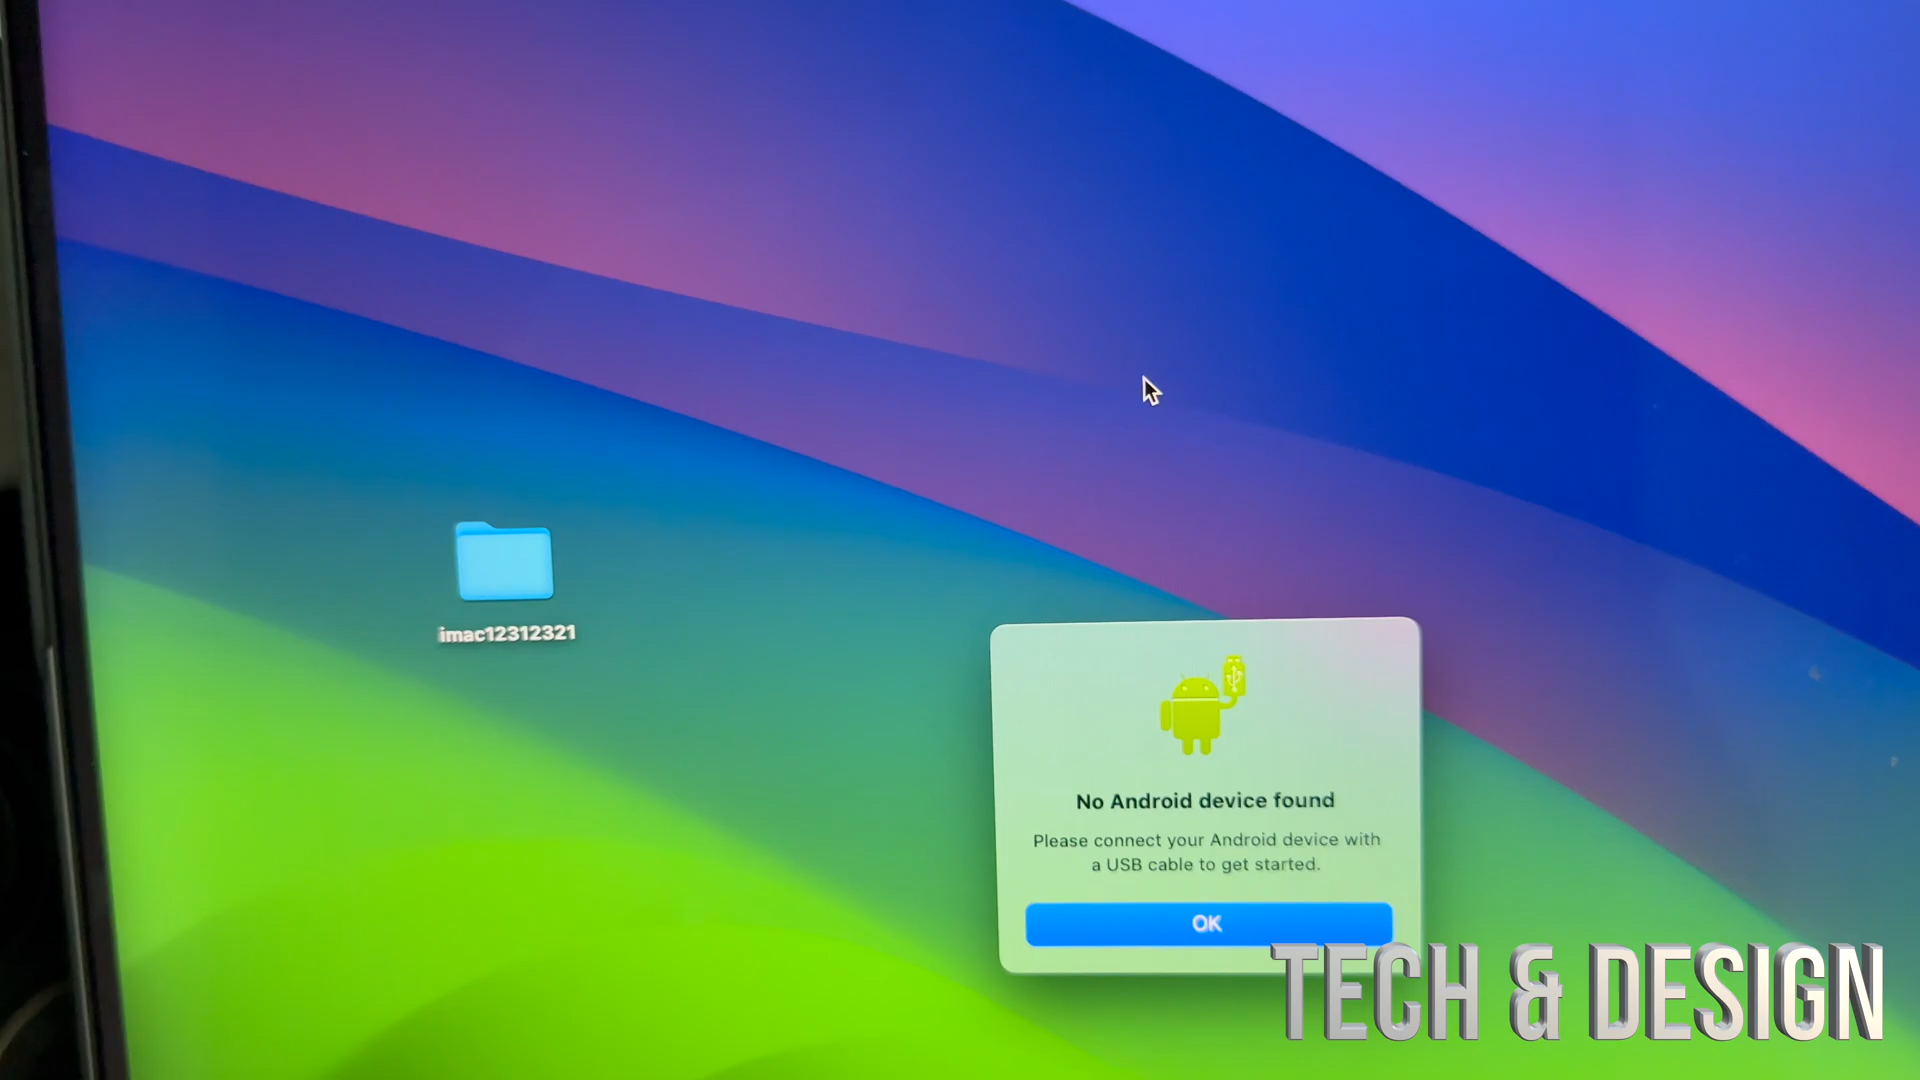 imac12312321
No Android device found
Please connect your Android device with
a USB cable to get started.
OK
TECH & DESIGN